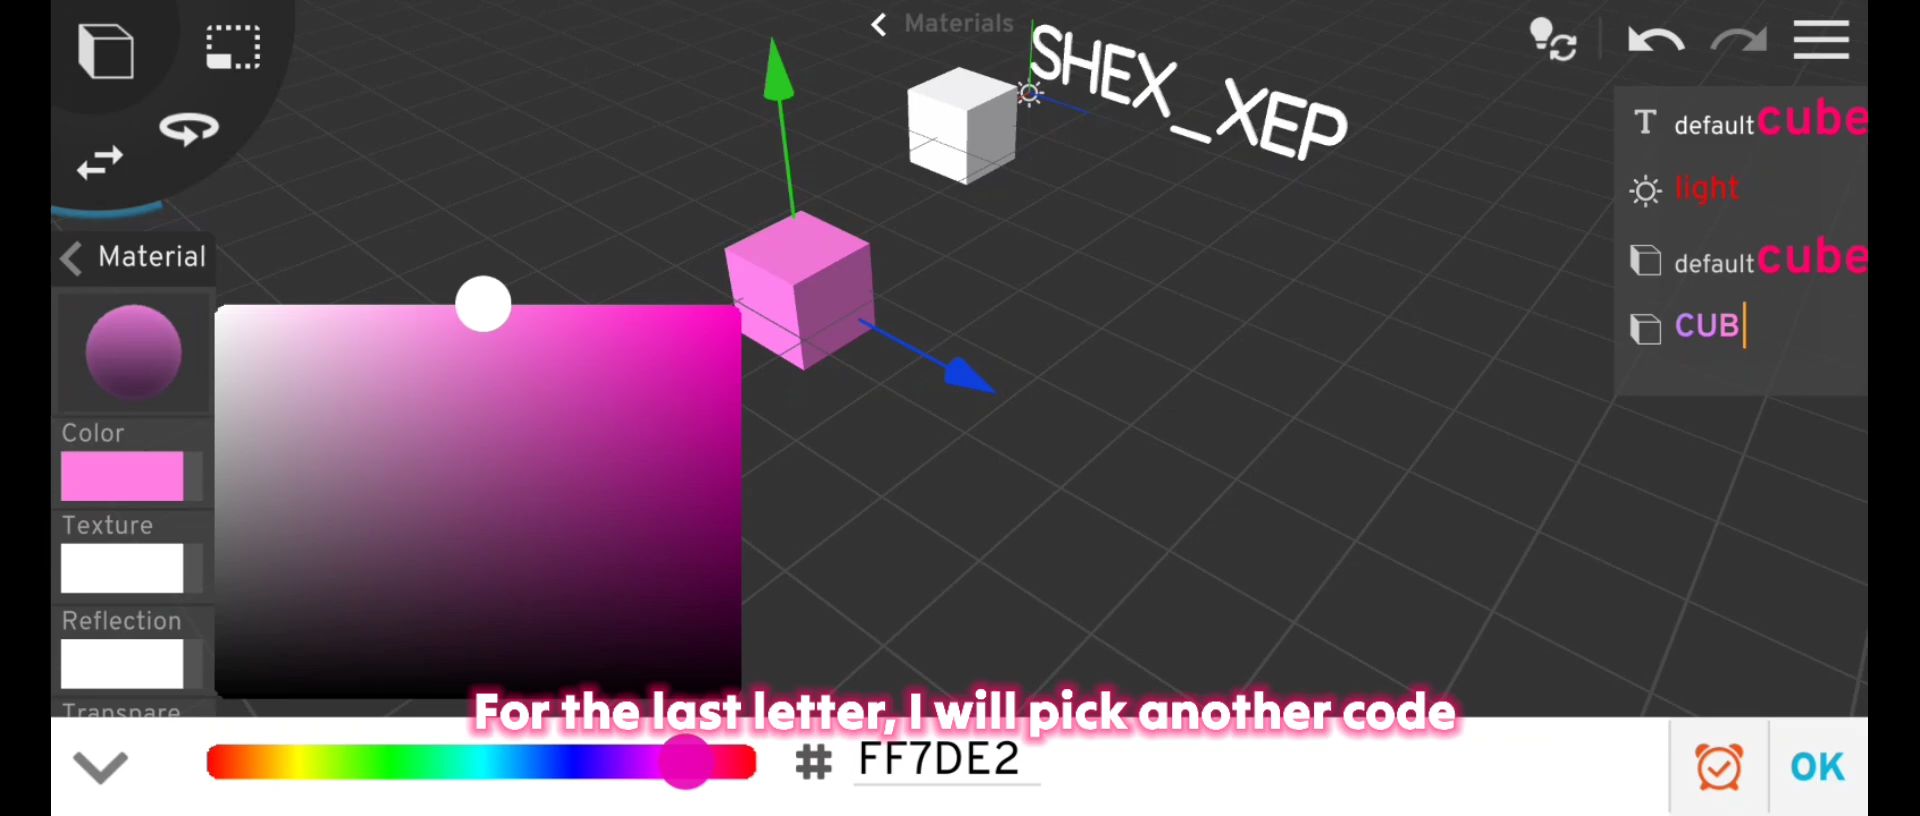 Materials
SHEX_XEP
default cube
light
default cube
CUB
Material
Color
Texture
Reflection
Transpare
For the last letter, I will pick another code
# FF7DE2
OK